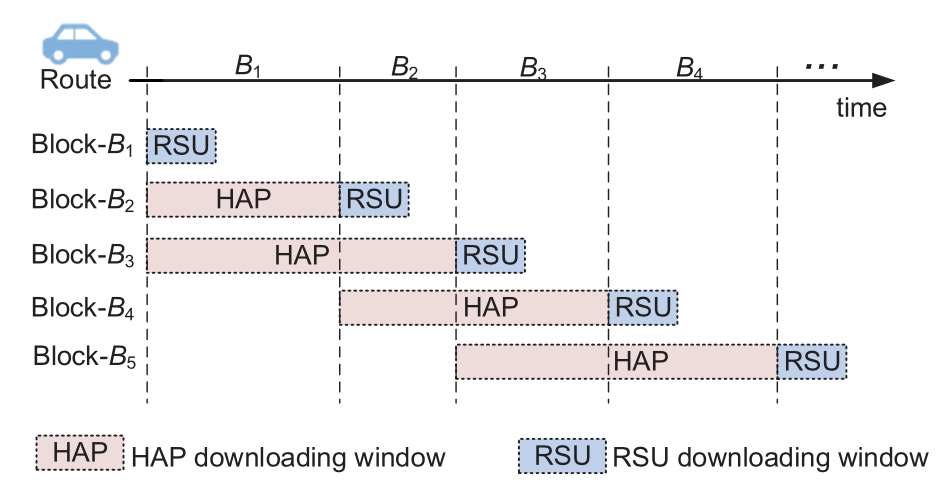 Route B₁ B₂ B₃ B₄ ...
time
Block-B₁ RSU
Block-B₂ HAP RSU
Block-B₃ HAP RSU
Block-B₄ HAP RSU
Block-B₅ HAP RSU
HAP HAP downloading window RSU RSU downloading window